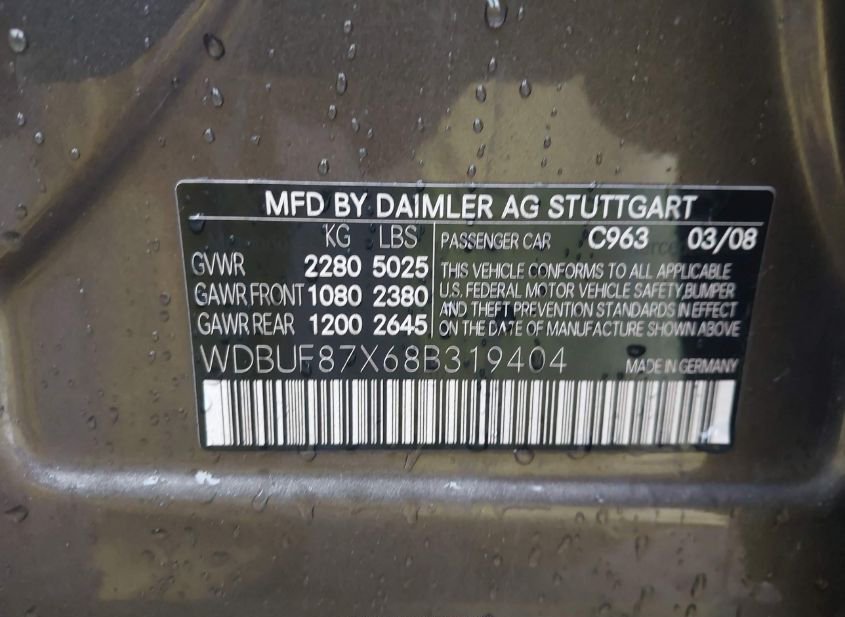 MFD BY DAIMLER AG STUTTGART
KG LBS
GVWR 2280 5025
GAWR FRONT 1080 2380
GAWR REAR 1200 2645
PASSENGER CAR C963 03/08
THIS VEHICLE CONFORMS TO ALL APPLICABLE
U.S. FEDERAL MOTOR VEHICLE SAFETY,BUMPER
AND THEFT PREVENTION STANDARDS IN EFFECT
ON THE DATE OF MANUFACTURE SHOWN ABOVE
WDBUF87X68B319404
MADE IN GERMANY